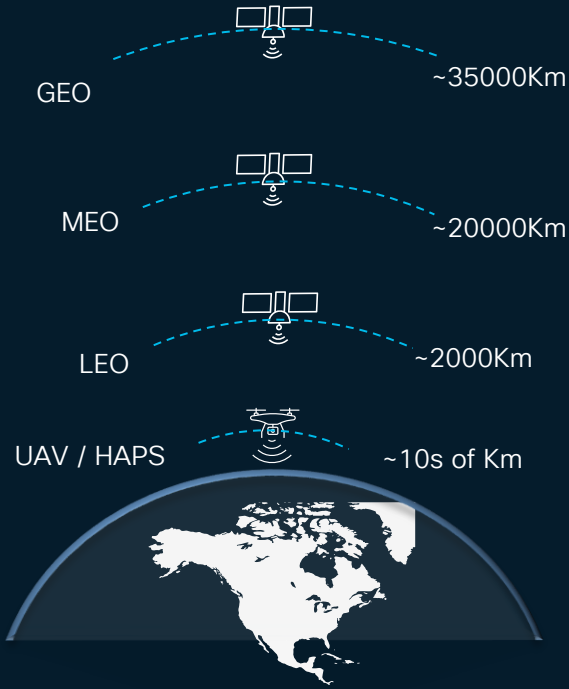 GEO
~35000Km
MEO
~20000Km
LEO
~2000Km
UAV / HAPS
~10s of Km